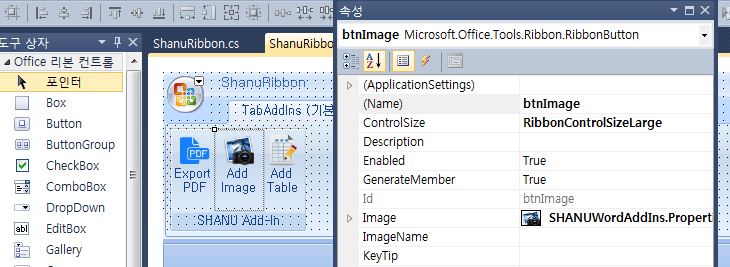 도구 상자
Office 리본 컨트롤
포인터
Box
Button
ButtonGroup
CheckBox
ComboBox
DropDown
EditBox
Gallery
ShanuRibbon.cs
ShanuRibbo
ShanuRibbon
TabAddIns (기본
Export PDF
Add Image
Add Table
SHANU Add-In
속성
btnImage Microsoft.Office.Tools.Ribbon.RibbonButton
(ApplicationSettings)
(Name) btnImage
ControlSize RibbonControlSizeLarge
Description
Enabled True
GenerateMember True
Id btnImage
Image SHANUWordAddIns.Properti
ImageName
KeyTip